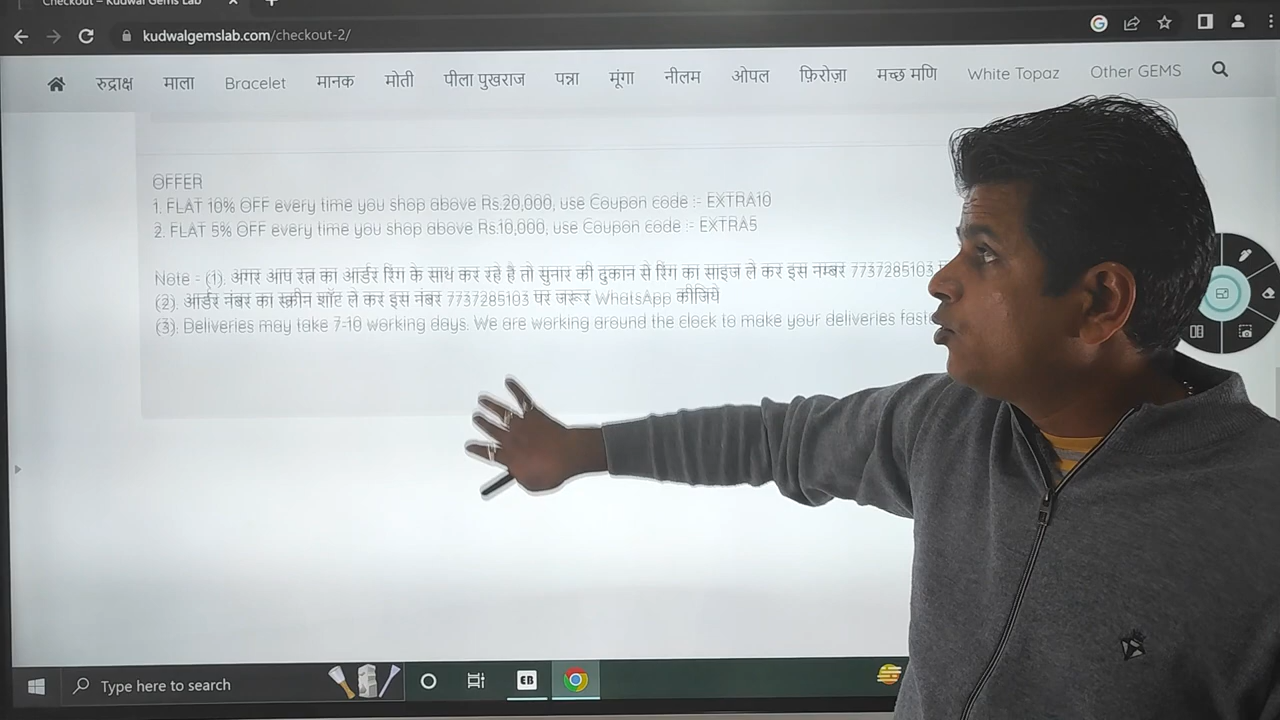 Checkout – Kudwal Gems Lab
kudwalgemslab.com/checkout-2/
रुद्राक्ष माला Bracelet मानक मोती पीला पुखराज पन्ना मूंगा नीलम ओपल फ़िरोज़ा मच्छ मणि White Topaz Other GEMS
OFFER
1. FLAT 10% OFF every time you shop above Rs.20,000, use Coupon code :- EXTRA10
2. FLAT 5% OFF every time you shop above Rs.10,000, use Coupon code :- EXTRA5
Note = (1). अगर आप रत्न का आर्डर रिंग के साथ कर रहे है तो सुनार की दुकान से रिंग का साइज ले कर इस नम्बर 7737285103
(2). आर्डर नंबर का स्क्रीन शॉट ले कर इस नंबर 7737285103 पर जरूर WhatsApp कीजिये
(3). Deliveries may take 7-10 working days. We are working around the clock to make your deliveries
Type here to search
EB